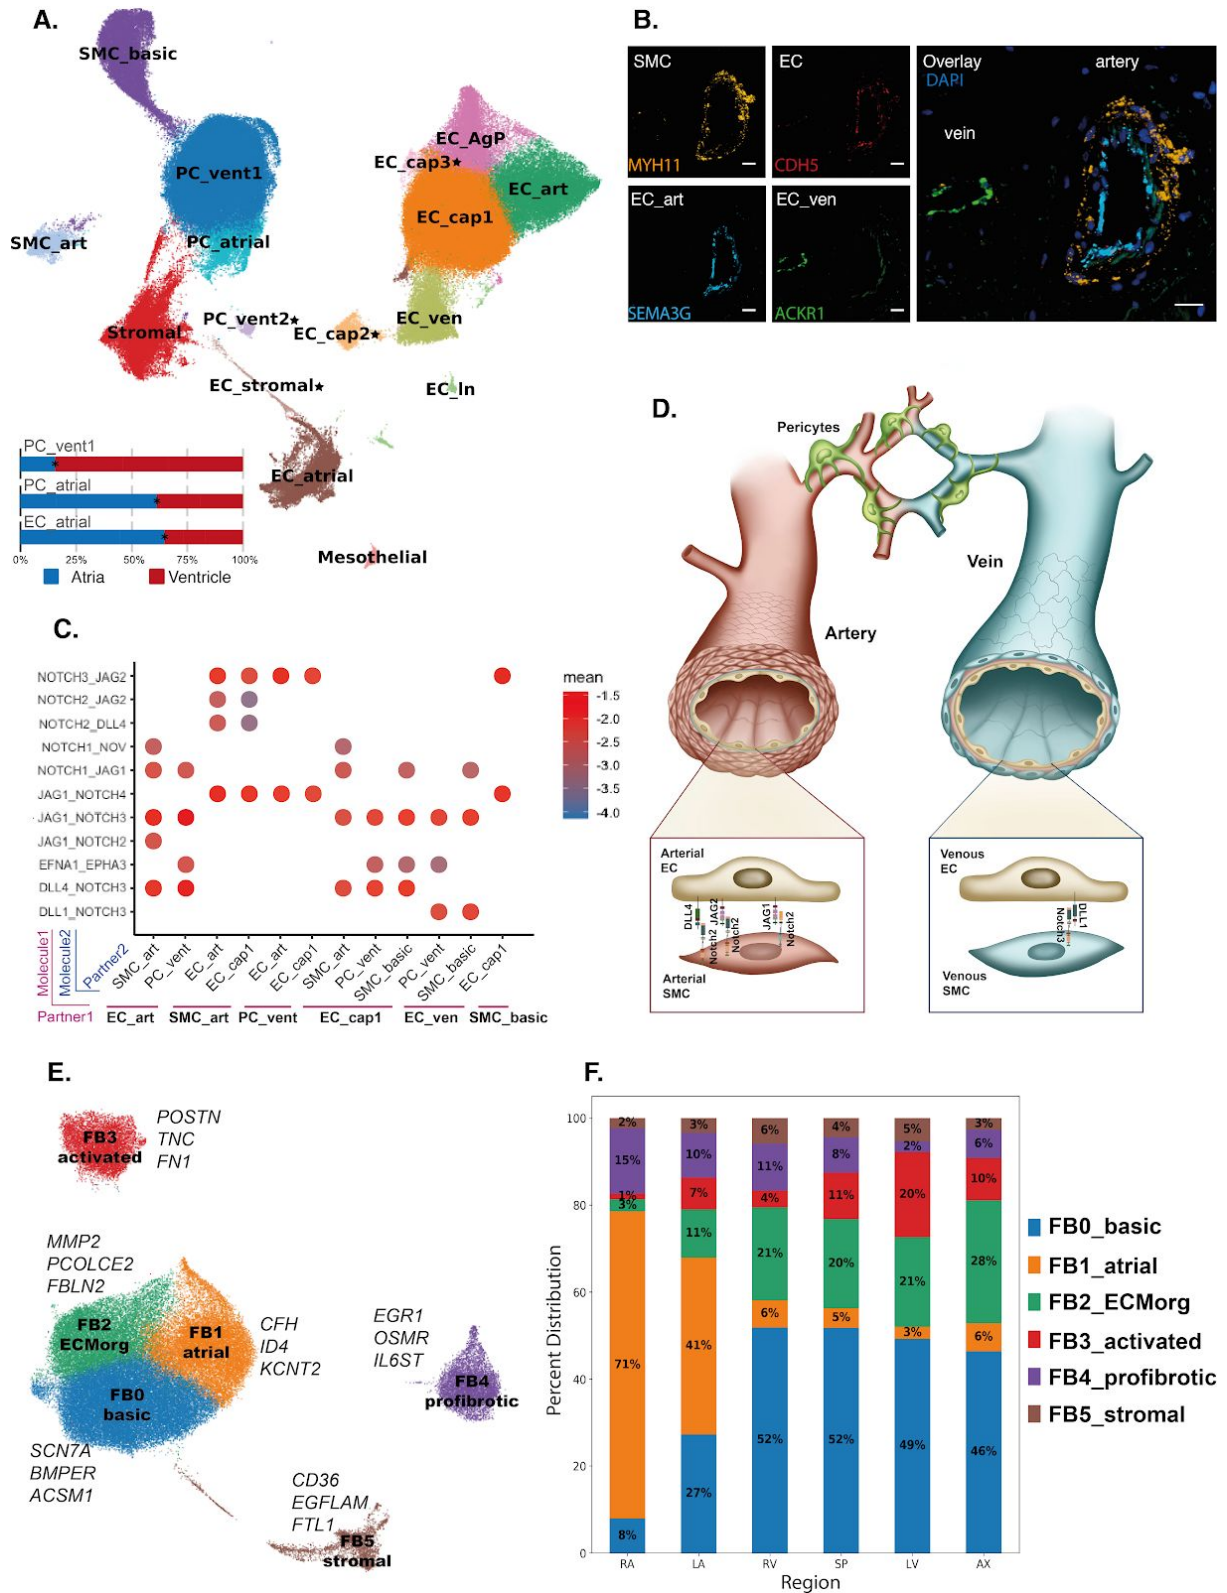 A.
SMC_basic
PC_vent1
SMC_art
PC_atrial
Stromal
PC_vent2★
EC_AgP
EC_cap3★
EC_art
EC_cap1
EC_ven
EC_cap2★
EC_stromal★
EC_ln
EC_atrial
Mesothelial
PC_vent1
PC_atrial
EC_atrial
0% 25% 50% 75% 100%
Atria Ventricle
B.
SMC
MYH11
EC
CDH5
EC_art
SEMA3G
EC_ven
ACKR1
Overlay
DAPI
artery
vein
C.
NOTCH3_JAG2
NOTCH2_JAG2
NOTCH2_DLL4
NOTCH1_NOV
NOTCH1_JAG1
JAG1_NOTCH4
JAG1_NOTCH3
JAG1_NOTCH2
EFNA1_EPHA3
DLL4_NOTCH3
DLL1_NOTCH3
mean
-1.5
-2.0
-2.5
-3.0
-3.5
-4.0
Molecule1
Molecule2
Partner2
SMC_art
PC_vent
EC_art
EC_cap1
EC_art
EC_cap1
SMC_art
PC_vent
SMC_basic
PC_vent
SMC_basic
EC_cap1
Partner1
EC_art SMC_art PC_vent EC_cap1 EC_ven SMC_basic
D.
Pericytes
Vein
Artery
Arterial
EC
DLL4
JAG2
JAG1
Notch2
Notch2
Notch2
Arterial
SMC
Venous
EC
DLL1
Notch3
Venous
SMC
E.
FB3
activated
POSTN
TNC
FN1
MMP2
PCOLCE2
FBLN2
FB2
ECMorg
FB1
atrial
CFH
ID4
KCNT2
FB0
basic
SCN7A
BMPER
ACSM1
EGR1
OSMR
IL6ST
FB4
profibrotic
CD36
EGFLAM
FTL1
FB5
stromal
F.
Percent Distribution
100
80
60
40
20
0
2%
15%
1%
3%
71%
8%
3%
10%
7%
11%
41%
27%
6%
11%
4%
21%
6%
52%
4%
8%
11%
20%
5%
52%
5%
2%
20%
21%
3%
49%
3%
6%
10%
28%
6%
46%
RA LA RV SP LV AX
Region
FB0_basic
FB1_atrial
FB2_ECMorg
FB3_activated
FB4_profibrotic
FB5_stromal